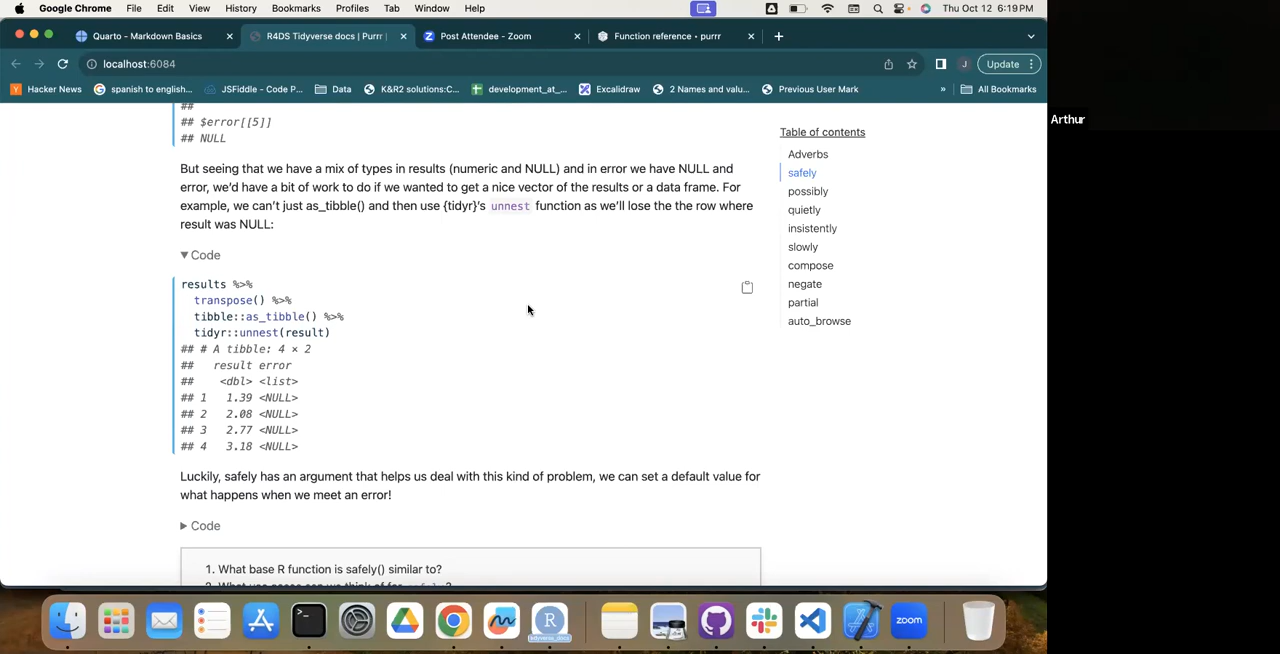 Google Chrome File Edit View History Bookmarks Profiles Tab Window Help Thu Oct 12 6:19 PM
Quarto - Markdown Basics R4DS Tidyverse docs | Purrr | Post Attendee - Zoom Function reference • purrr
localhost:6084 J Update
Hacker News spanish to english... JSFiddle - Code P... Data K&R2 solutions:C... development_at_... Excalidraw 2 Names and valu... Previous User Mark » All Bookmarks
##
## $error[[5]]
## NULL
But seeing that we have a mix of types in results (numeric and NULL) and in error we have NULL and
error, we'd have a bit of work to do if we wanted to get a nice vector of the results or a data frame. For
example, we can't just as_tibble() and then use {tidyr}'s unnest function as we'll lose the the row where
result was NULL:
Code
results %>%
transpose() %>%
tibble::as_tibble() %>%
tidyr::unnest(result)
## # A tibble: 4 × 2
## result error
## <dbl> <list>
## 1 1.39 <NULL>
## 2 2.08 <NULL>
## 3 2.77 <NULL>
## 4 3.18 <NULL>
Luckily, safely has an argument that helps us deal with this kind of problem, we can set a default value for
what happens when we meet an error!
Code
1. What base R function is safely() similar to?
Table of contents
Adverbs
safely
possibly
quietly
insistently
slowly
compose
negate
partial
auto_browse
Arthur
R
zoom